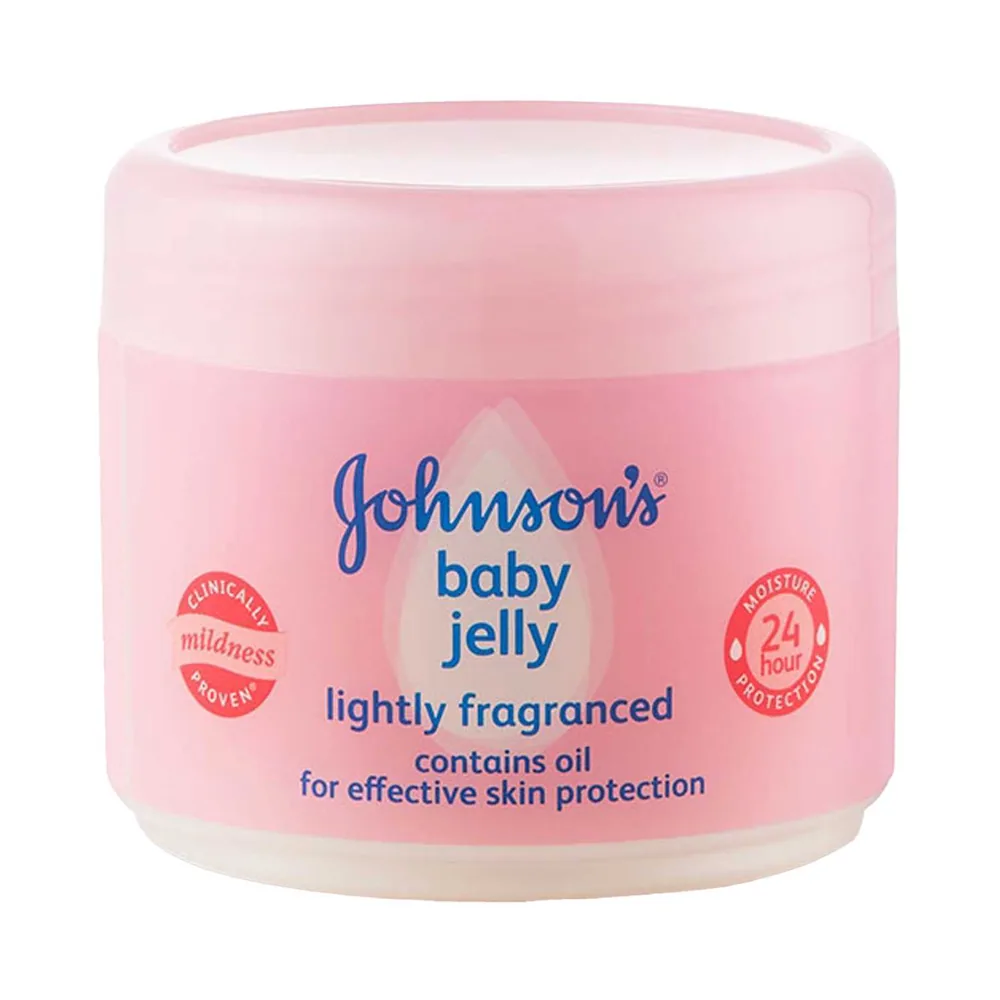 Johnson's®
baby
jelly
lightly fragranced
contains oil
for effective skin protection
CLINICALLY
mildness
PROVEN®
MOISTURE
24
hour
PROTECTION